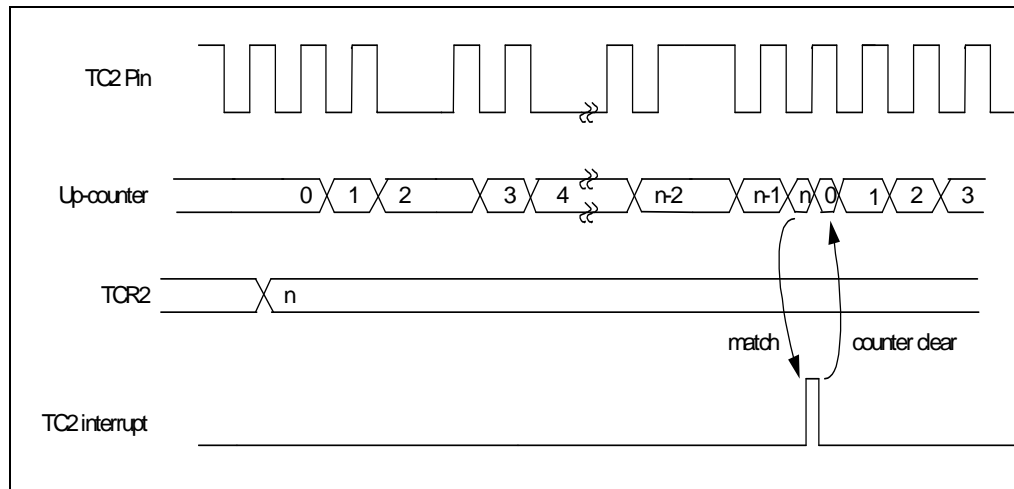 TC2 Pin
Up-counter 0 1 2 3 4 n-2 n-1 n 0 1 2 3
TCR2 n
match counter clear
TC2 interrupt